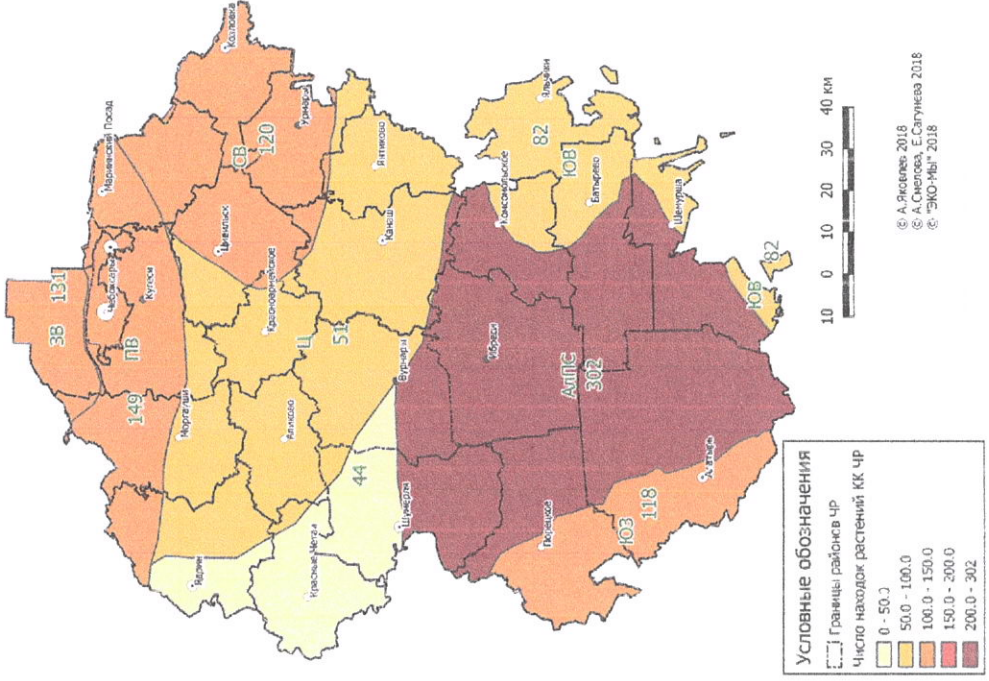 Козловка
Мариинский Посад
СВ
120
Урмары
ЗВ
131
Чебоксары
Кугеси
ПВ
149
Цивильск
Янтиково
Канаш
Красноармейское
Ц
51
Моргауши
Аликово
Вурнары
44
Ядрин
Красные Четаи
Шумерля
Яльчики
82
ЮВ
Комсомольское
Батырево
Шемурша
ЮВ
82
Ибреси
АлПС
302
Порецкое
ЮЗ
118
Алатырь
10 0 10 20 30 40 км
© А.Яковлев 2018
© А.Смелова, Е.Сагунева 2018
© "ЭКО-МЫ" 2018
Условные обозначения
Границы районов ЧР
Число находок растений КК ЧР
0 - 50.0
50.0 - 100.0
100.0 - 150.0
150.0 - 200.0
200.0 - 302